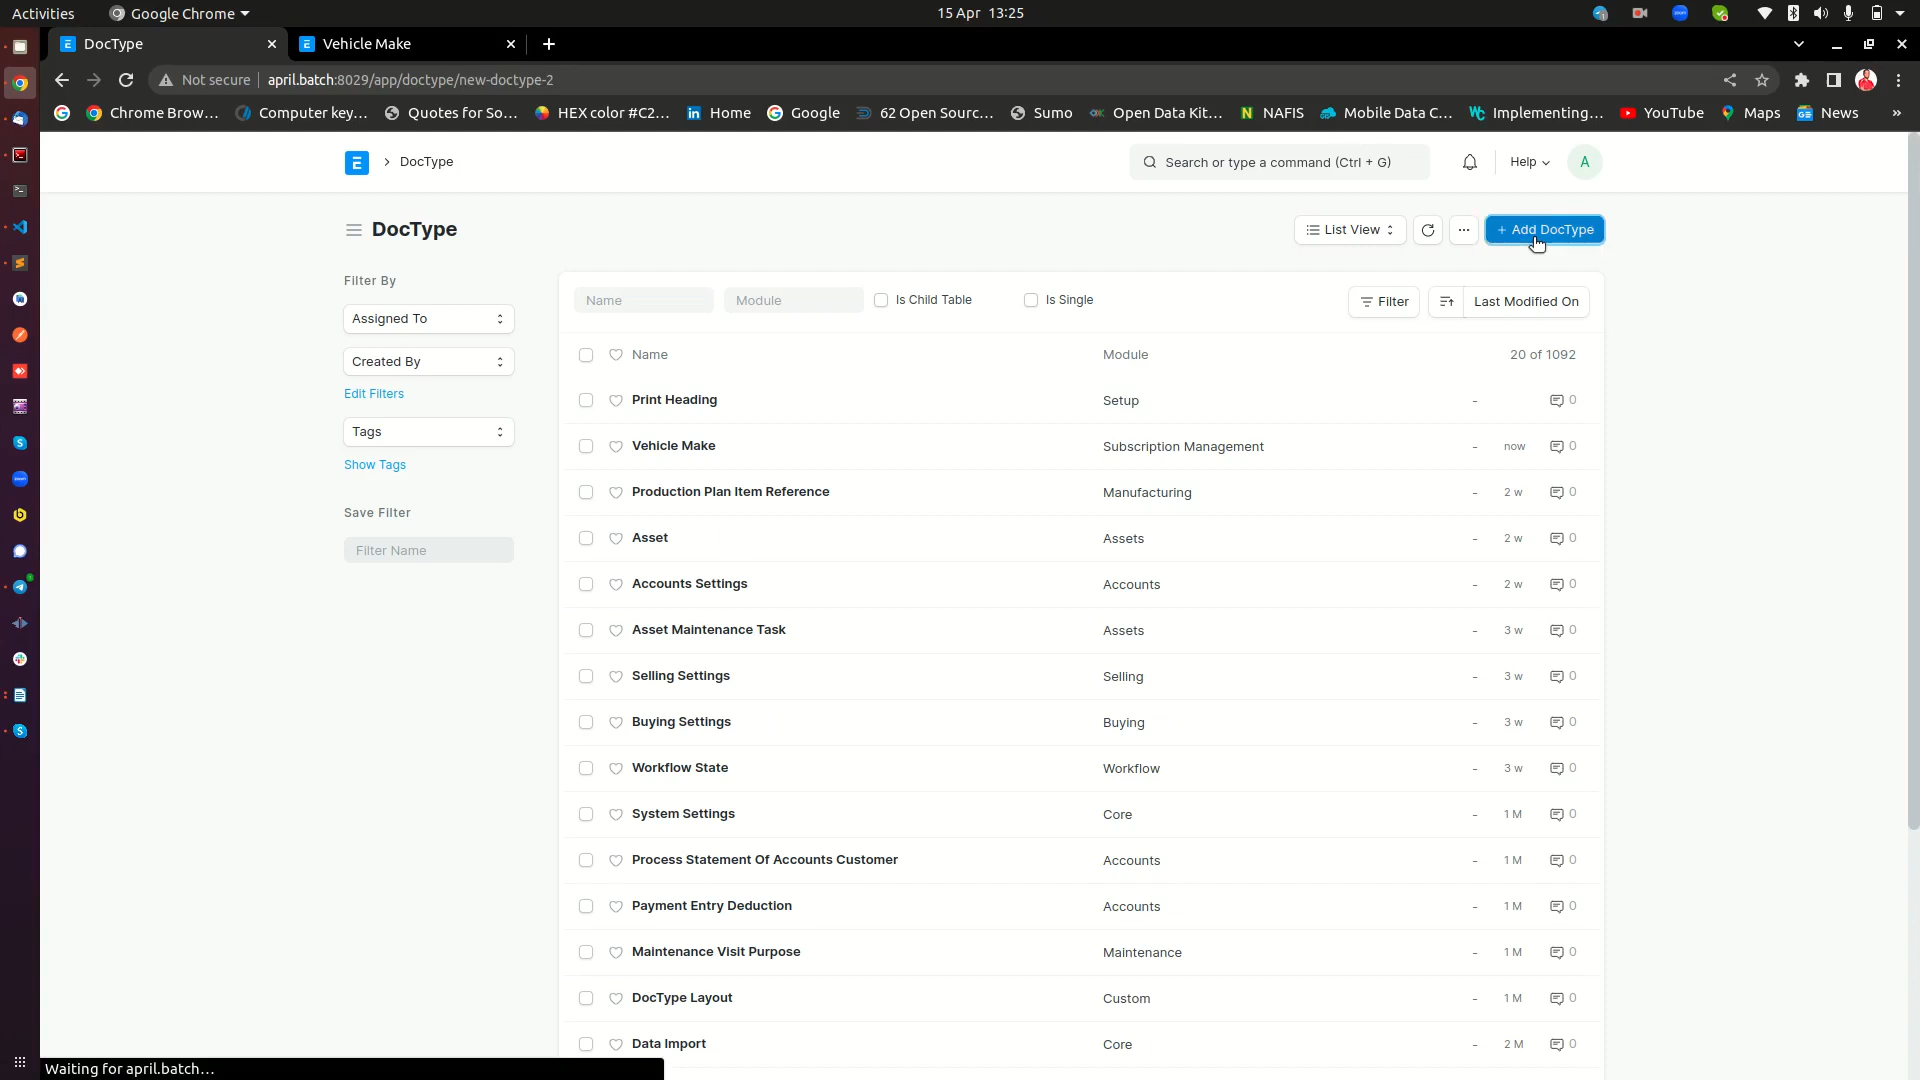 Activities Google Chrome 15 Apr 13:25
DocType Vehicle Make
Not secure april.batch:8029/app/doctype/new-doctype-2
Chrome Brow... Computer key... Quotes for So... HEX color #C2... Home Google 62 Open Sourc... Sumo Open Data Kit... NAFIS Mobile Data C... Implementing... YouTube Maps News »
E DocType Search or type a command (Ctrl + G) Help A
DocType List View + Add DocType
Filter By
Assigned To
Created By
Edit Filters
Tags
Show Tags
Save Filter
Filter Name
Name Module Is Child Table Is Single Filter Last Modified On
Name Module 20 of 1092
Print Heading Setup - 0
Vehicle Make Subscription Management - now 0
Production Plan Item Reference Manufacturing - 2 w 0
Asset Assets - 2 w 0
Accounts Settings Accounts - 2 w 0
Asset Maintenance Task Assets - 3 w 0
Selling Settings Selling - 3 w 0
Buying Settings Buying - 3 w 0
Workflow State Workflow - 3 w 0
System Settings Core - 1 M 0
Process Statement Of Accounts Customer Accounts - 1 M 0
Payment Entry Deduction Accounts - 1 M 0
Maintenance Visit Purpose Maintenance - 1 M 0
DocType Layout Custom - 1 M 0
Data Import Core - 2 M 0
Waiting for april.batch...